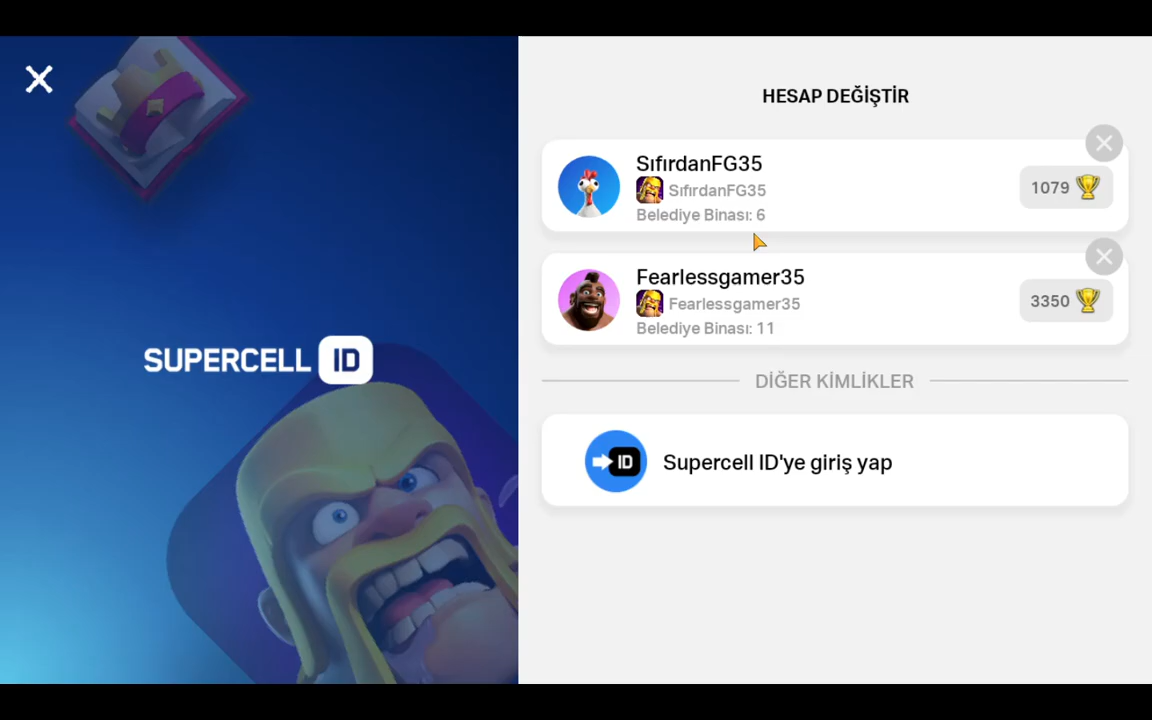 SUPERCELL ID
HESAP DEĞİŞTİR
SıfırdanFG35
SıfırdanFG35
Belediye Binası: 6
1079
Fearlessgamer35
Fearlessgamer35
Belediye Binası: 11
3350
DİĞER KİMLİKLER
ID
Supercell ID'ye giriş yap